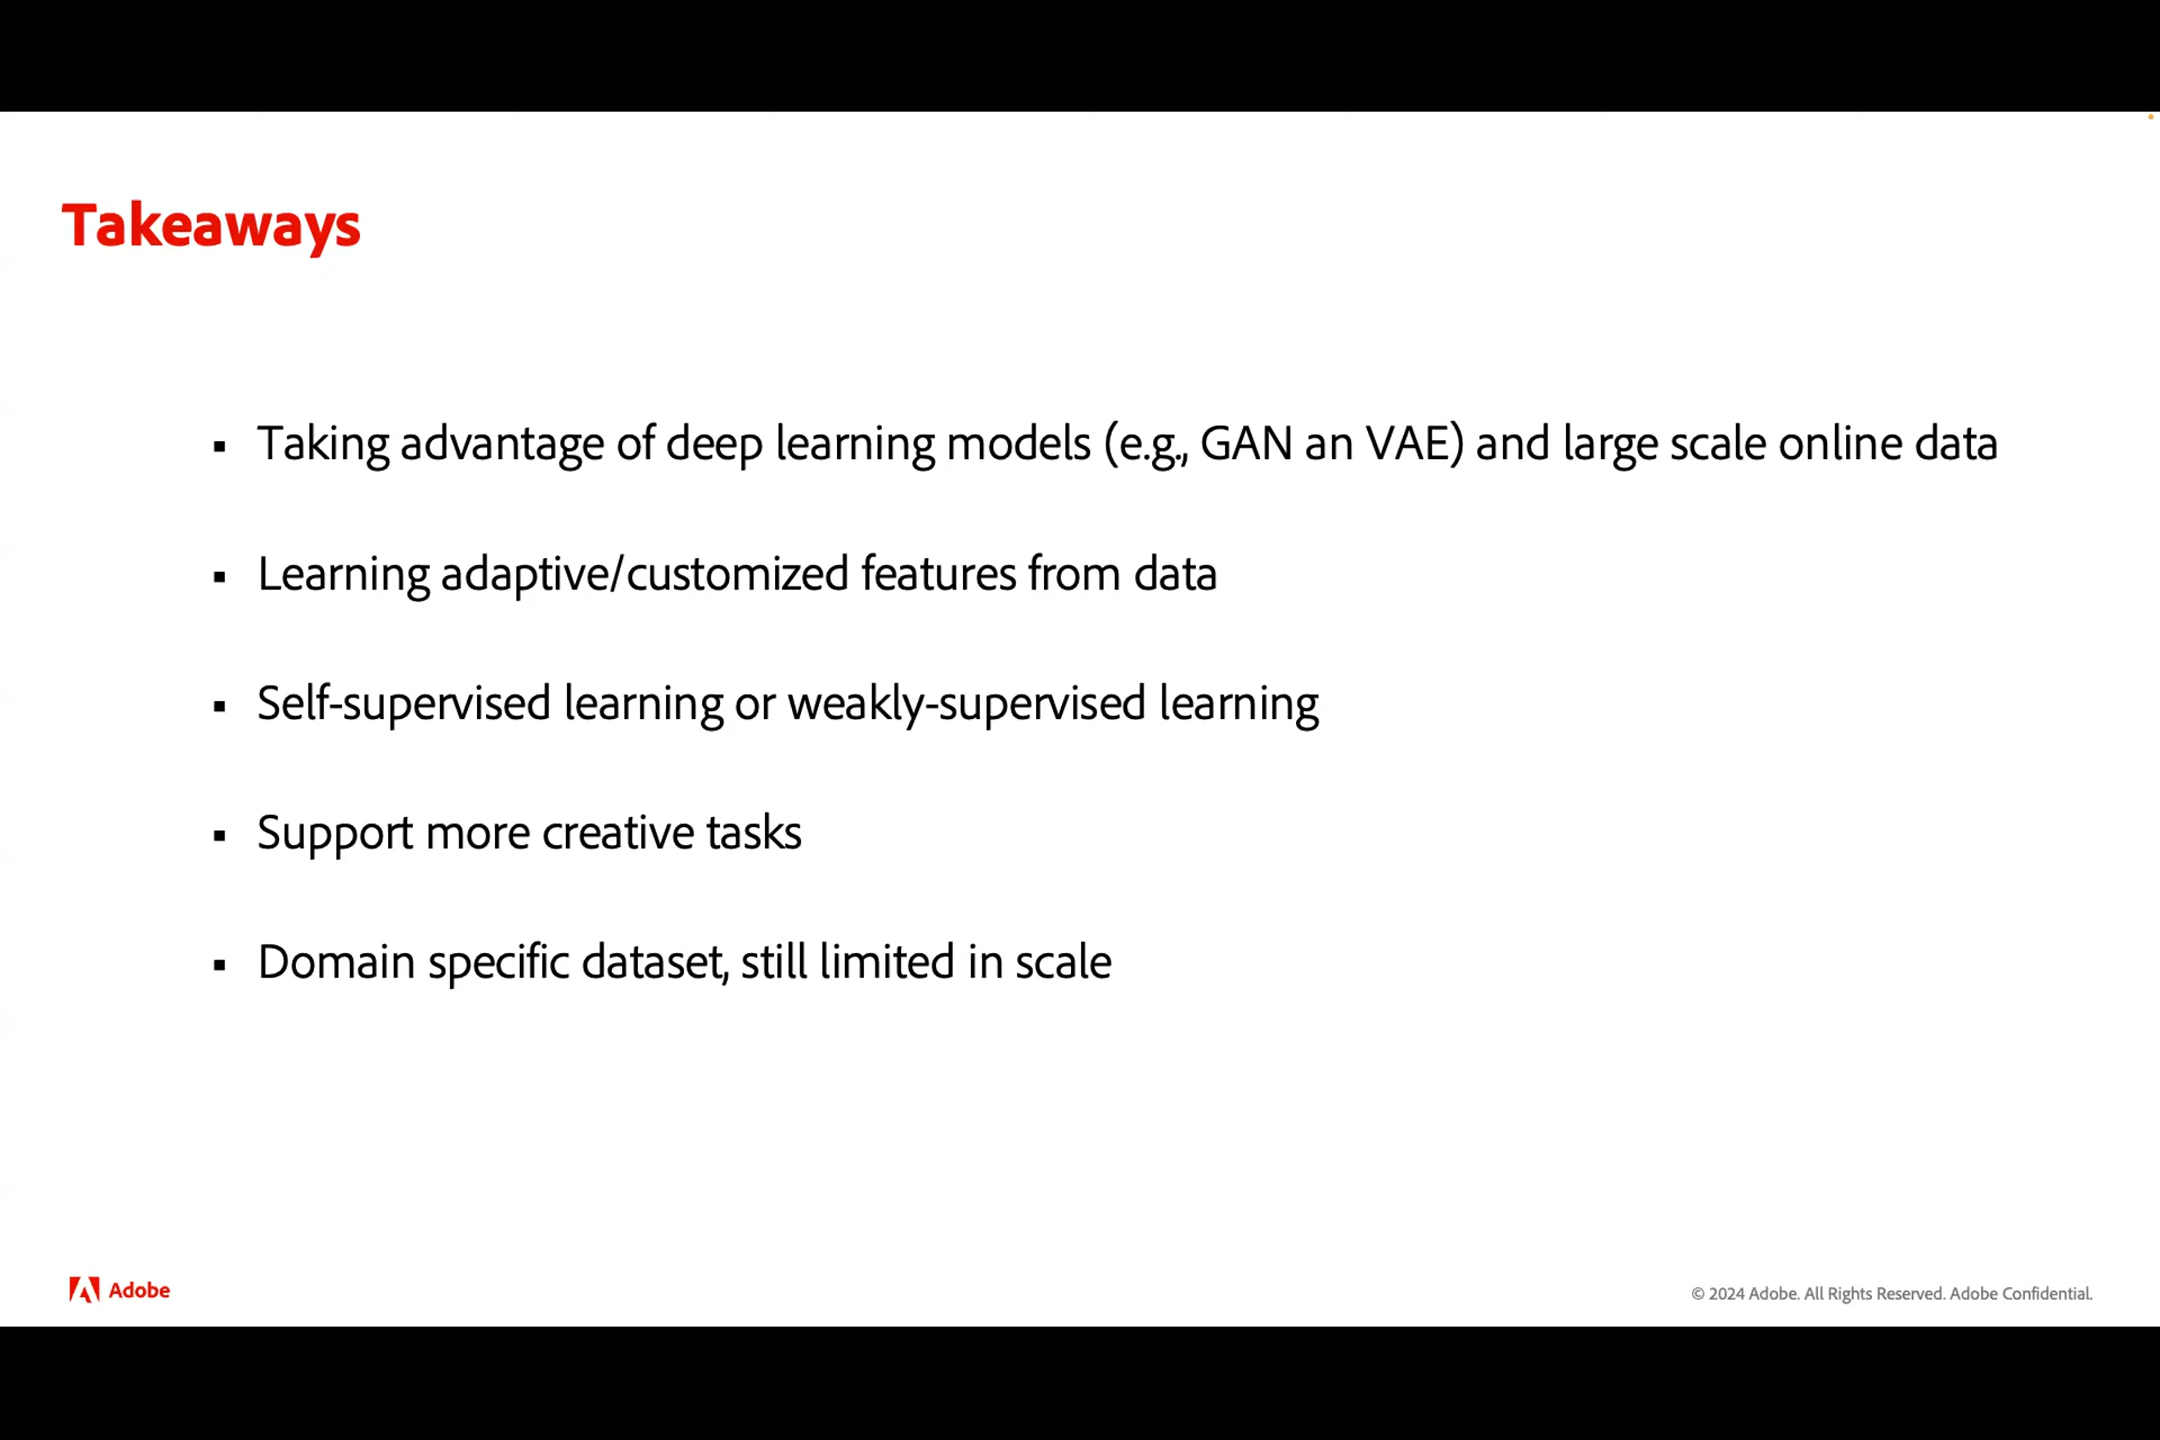 Takeaways
▪ Taking advantage of deep learning models (e.g., GAN an VAE) and large scale online data
▪ Learning adaptive/customized features from data
▪ Self-supervised learning or weakly-supervised learning
▪ Support more creative tasks
▪ Domain specific dataset, still limited in scale
Adobe
© 2024 Adobe. All Rights Reserved. Adobe Confidential.